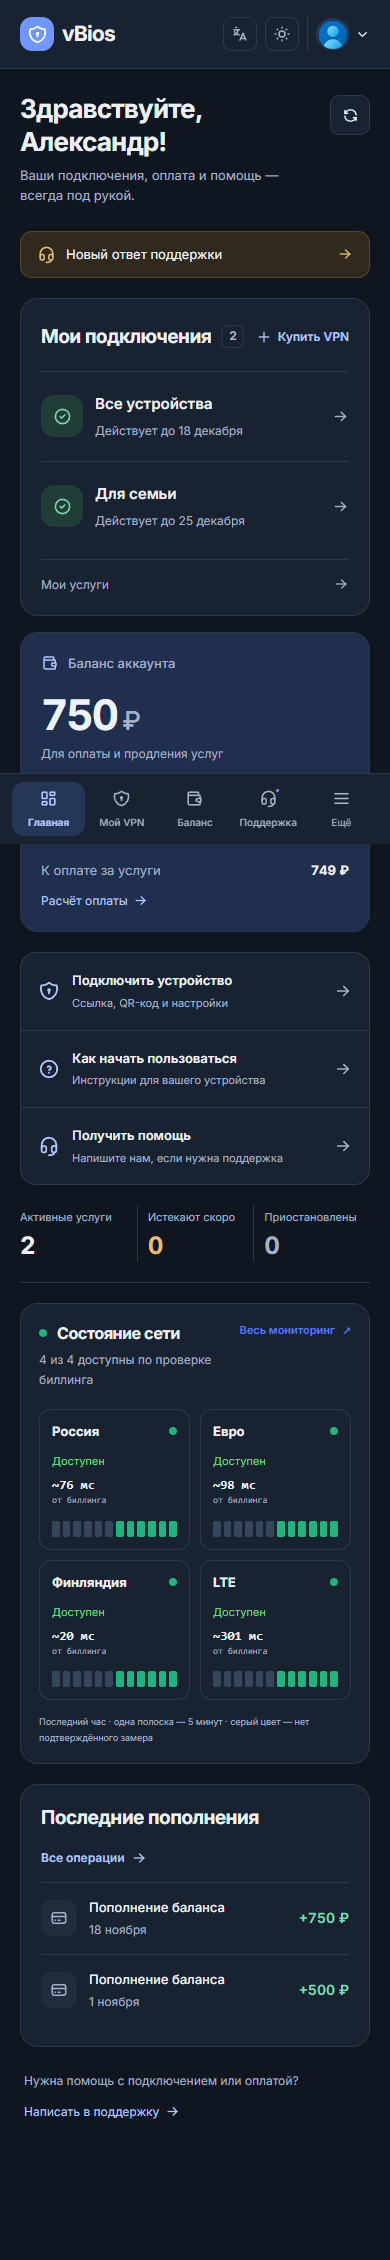 vBios
Здравствуйте,
Александр!
Ваши подключения, оплата и помощь —
всегда под рукой.
Новый ответ поддержки
Мои подключения 2 + Купить VPN
Все устройства
Действует до 18 декабря
Для семьи
Действует до 25 декабря
Мои услуги
Баланс аккаунта
750 ₽
Для оплаты и продления услуг
Главная Мой VPN Баланс Поддержка Ещё
К оплате за услуги 749 ₽
Расчёт оплаты →
Подключить устройство
Ссылка, QR-код и настройки
Как начать пользоваться
Инструкции для вашего устройства
Получить помощь
Напишите нам, если нужна поддержка
Активные услуги Истекают скоро Приостановлены
2 0 0
Состояние сети Весь мониторинг ↗
4 из 4 доступны по проверке
биллинга
Россия Евро
Доступен Доступен
~76 мс ~98 мс
от биллинга от биллинга
Финляндия LTE
Доступен Доступен
~20 мс ~301 мс
от биллинга от биллинга
Последний час · одна полоска — 5 минут · серый цвет — нет
подтверждённого замера
Последние пополнения
Все операции →
Пополнение баланса +750 ₽
18 ноября
Пополнение баланса +500 ₽
1 ноября
Нужна помощь с подключением или оплатой?
Написать в поддержку →